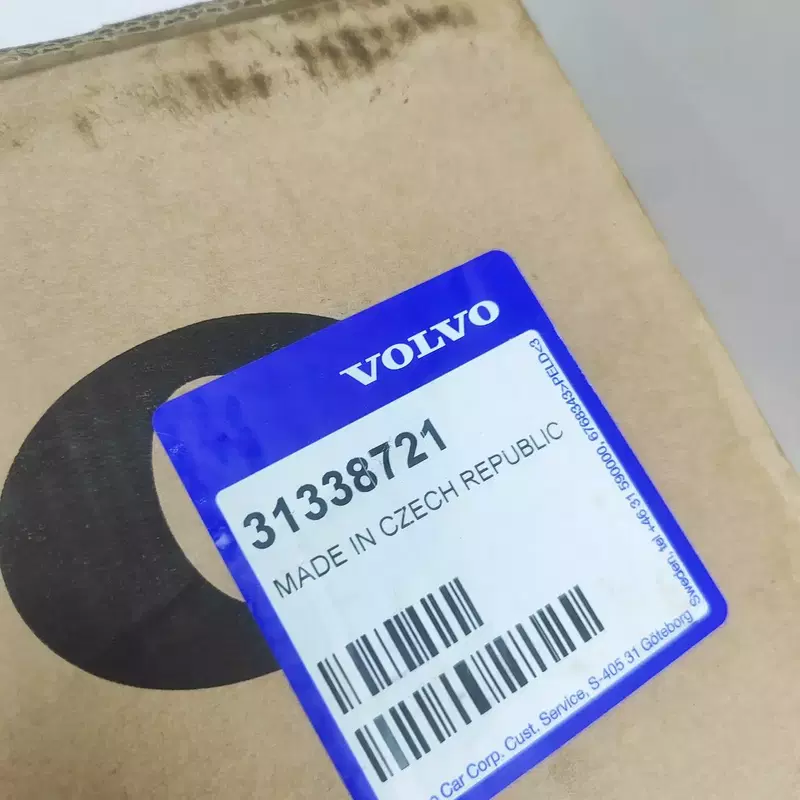 VOLVO
31338721
MADE IN CZECH REPUBLIC
Car Corp. Cust. Service, S-405 31 Göteborg
Sweden, tel +46 31 590000, 6768343>PELD<3